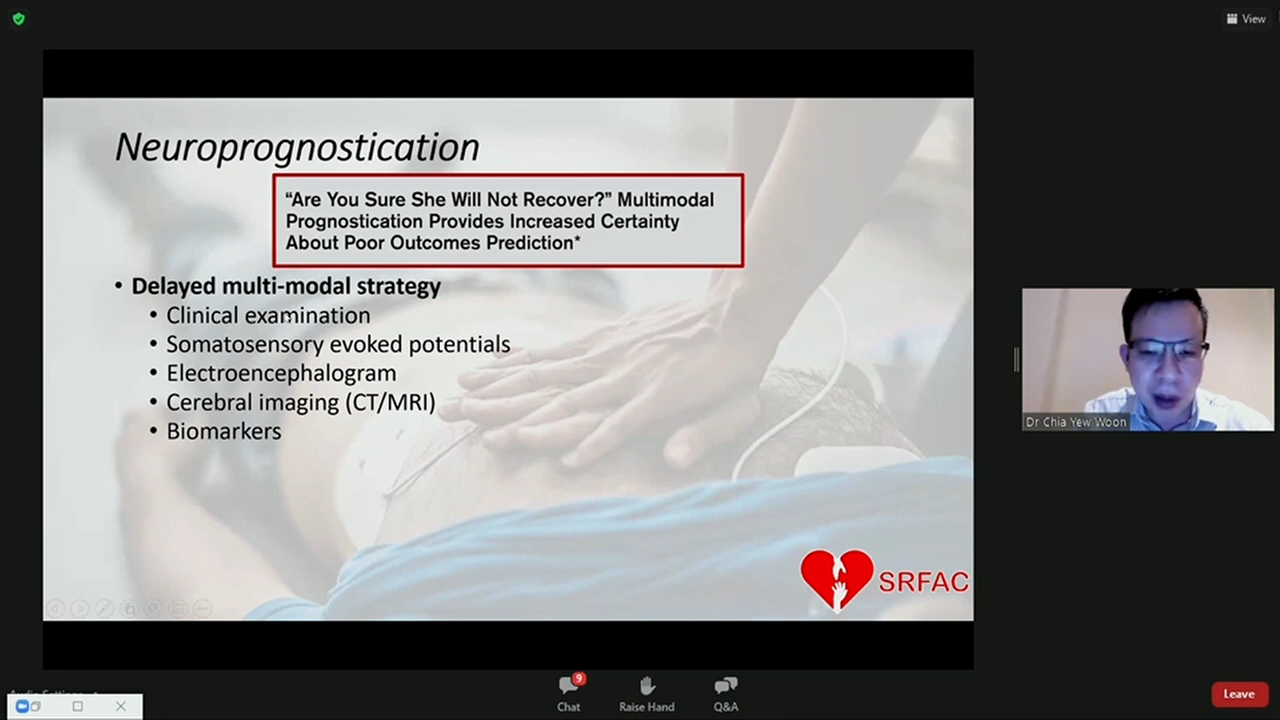 View
Neuroprognostication
“Are You Sure She Will Not Recover?” Multimodal
Prognostication Provides Increased Certainty
About Poor Outcomes Prediction*
• Delayed multi-modal strategy
• Clinical examination
• Somatosensory evoked potentials
• Electroencephalogram
• Cerebral imaging (CT/MRI)
• Biomarkers
SRFAC
Dr Chia Yew Woon
9
Chat
Raise Hand
Q&A
Leave